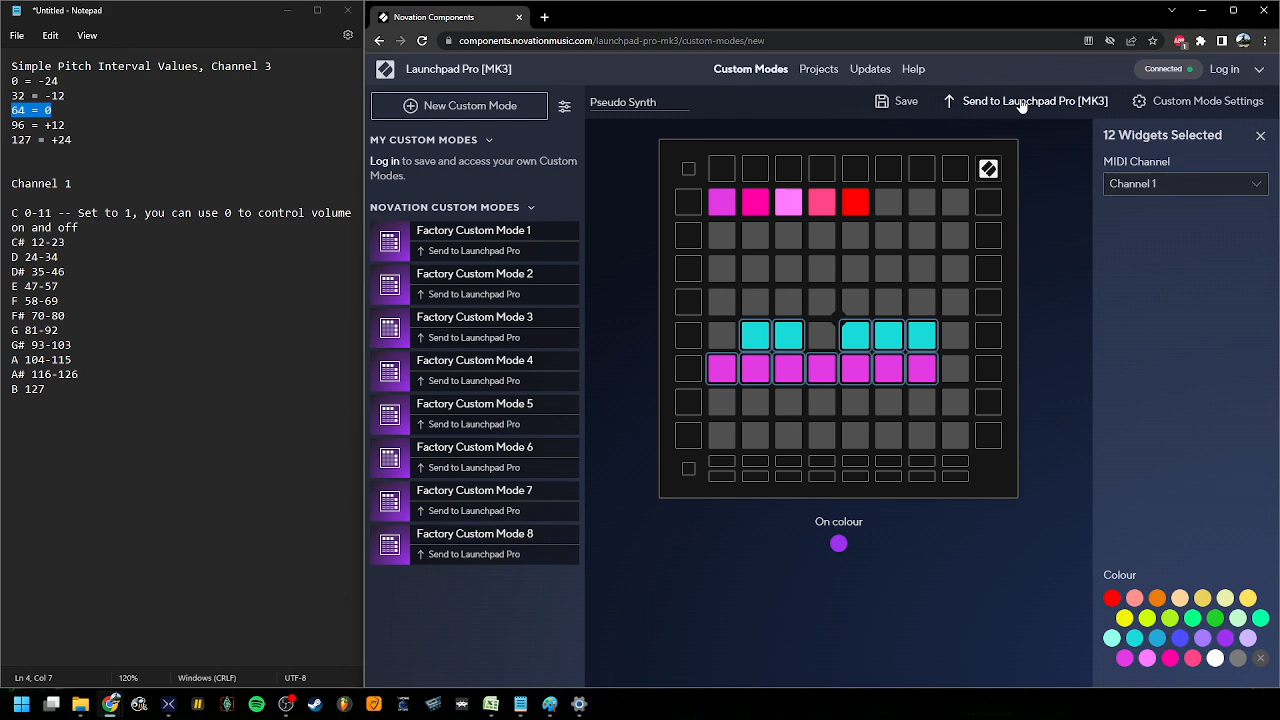 *Untitled - Notepad
File Edit View
Simple Pitch Interval Values, Channel 3
0 = -24
32 = -12
64 = 0
96 = +12
127 = +24
Channel 1
C 0-11 -- Set to 1, you can use 0 to control volume
on and off
C# 12-23
D 24-34
D# 35-46
E 47-57
F 58-69
F# 70-80
G 81-92
G# 93-103
A 104-115
A# 116-126
B 127
Ln 4, Col 7 120% Windows (CRLF) UTF-8
Novation Components
components.novationmusic.com/launchpad-pro-mk3/custom-modes/new
1
Launchpad Pro [MK3]
Custom Modes Projects Updates Help
Connected
Log in
New Custom Mode
Pseudo Synth
Save
Send to Launchpad Pro [MK3]
Custom Mode Settings
MY CUSTOM MODES
Log in to save and access your own Custom
Modes.
NOVATION CUSTOM MODES
Factory Custom Mode 1
Send to Launchpad Pro
Factory Custom Mode 2
Send to Launchpad Pro
Factory Custom Mode 3
Send to Launchpad Pro
Factory Custom Mode 4
Send to Launchpad Pro
Factory Custom Mode 5
Send to Launchpad Pro
Factory Custom Mode 6
Send to Launchpad Pro
Factory Custom Mode 7
Send to Launchpad Pro
Factory Custom Mode 8
Send to Launchpad Pro
On colour
12 Widgets Selected
MIDI Channel
Channel 1
Colour